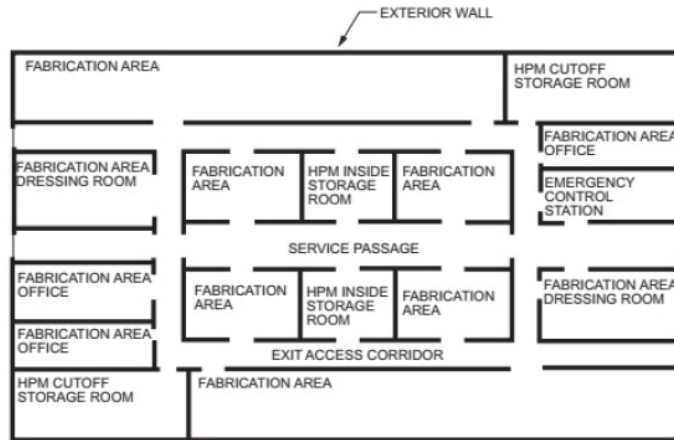 EXTERIOR WALL
FABRICATION AREA
HPM CUTOFF
STORAGE ROOM
FABRICATION AREA
OFFICE
FABRICATION AREA
DRESSING ROOM
FABRICATION
AREA
HPM INSIDE
STORAGE
ROOM
FABRICATION
AREA
EMERGENCY
CONTROL
STATION
SERVICE PASSAGE
FABRICATION AREA
OFFICE
FABRICATION
AREA
HPM INSIDE
STORAGE
ROOM
FABRICATION
AREA
FABRICATION AREA
DRESSING ROOM
FABRICATION AREA
OFFICE
EXIT ACCESS CORRIDOR
HPM CUTOFF
STORAGE ROOM
FABRICATION AREA